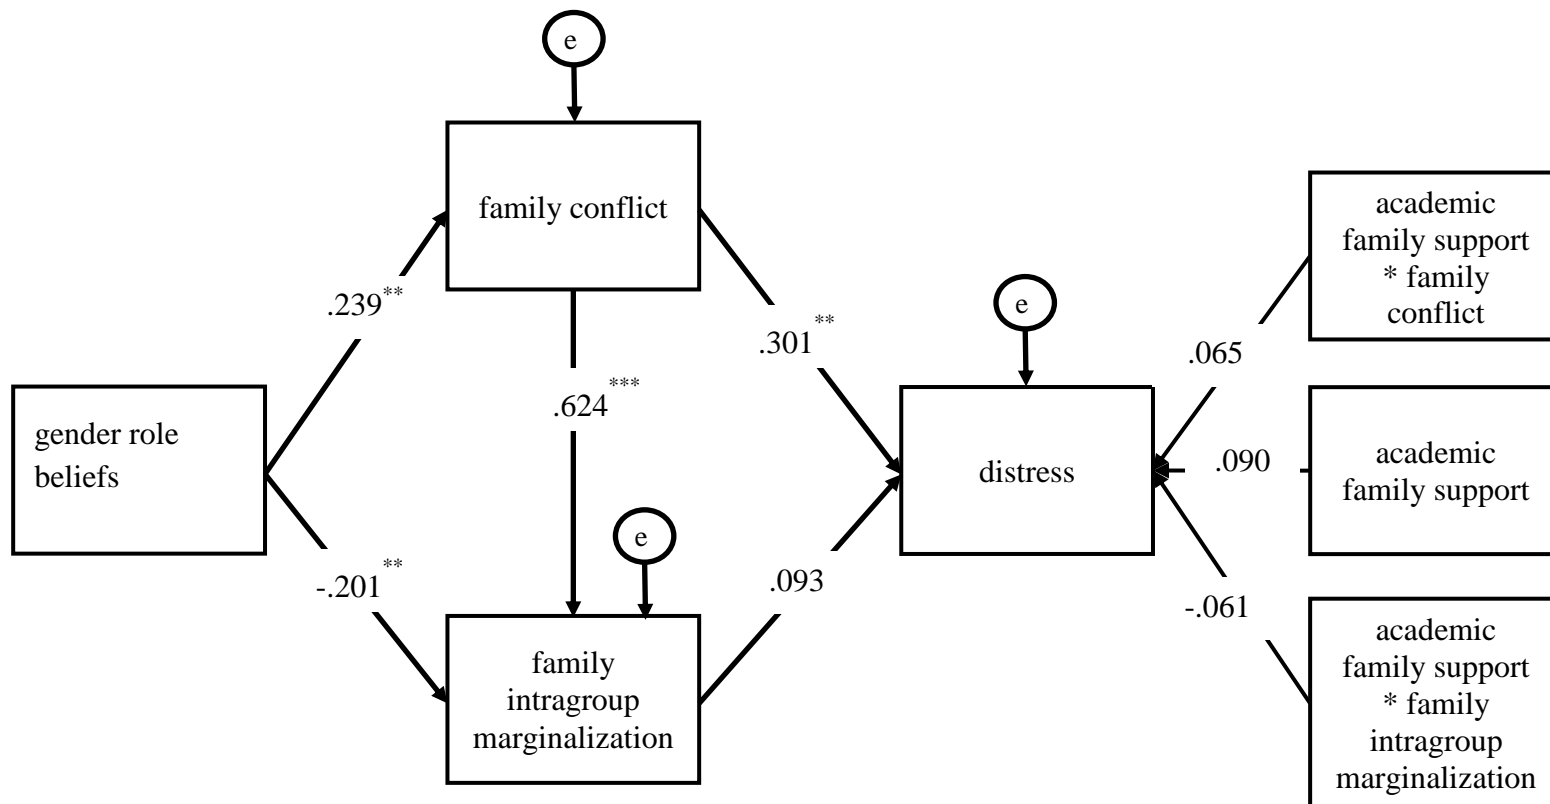 e
family conflict
academic
family support
* family
conflict
.239**
.301**
e
.065
.624***
gender role
beliefs
distress
.090
academic
family support
-.201**
e
.093
-.061
family
intragroup
marginalization
academic
family support
* family
intragroup
marginalization